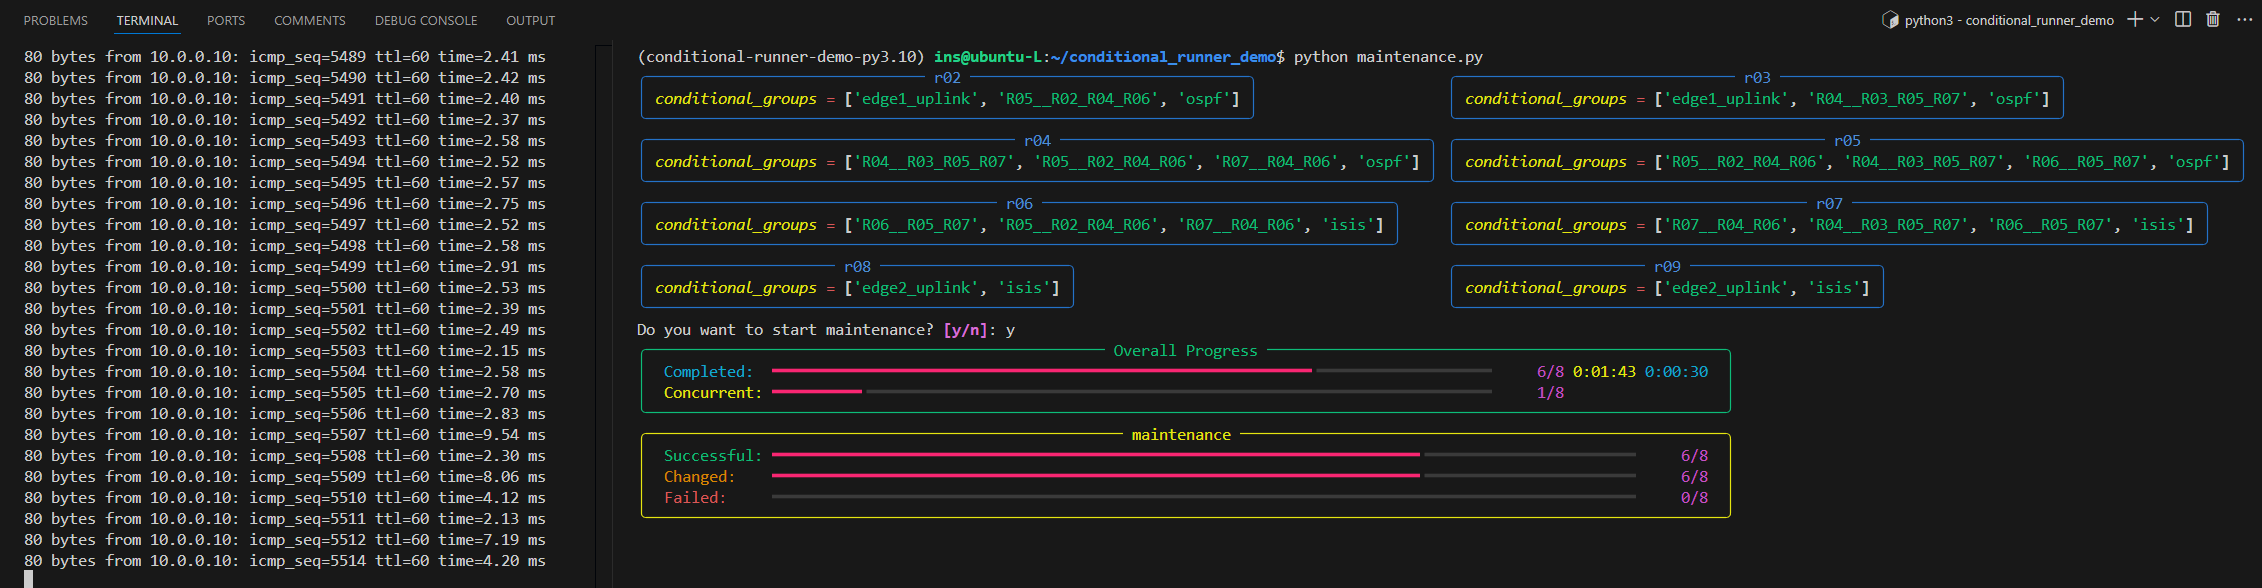 PROBLEMS TERMINAL PORTS COMMENTS DEBUG CONSOLE OUTPUT
python3 - conditional_runner_demo
80 bytes from 10.0.0.10: icmp_seq=5489 ttl=60 time=2.41 ms
80 bytes from 10.0.0.10: icmp_seq=5490 ttl=60 time=2.42 ms
80 bytes from 10.0.0.10: icmp_seq=5491 ttl=60 time=2.40 ms
80 bytes from 10.0.0.10: icmp_seq=5492 ttl=60 time=2.37 ms
80 bytes from 10.0.0.10: icmp_seq=5493 ttl=60 time=2.58 ms
80 bytes from 10.0.0.10: icmp_seq=5494 ttl=60 time=2.52 ms
80 bytes from 10.0.0.10: icmp_seq=5495 ttl=60 time=2.57 ms
80 bytes from 10.0.0.10: icmp_seq=5496 ttl=60 time=2.75 ms
80 bytes from 10.0.0.10: icmp_seq=5497 ttl=60 time=2.52 ms
80 bytes from 10.0.0.10: icmp_seq=5498 ttl=60 time=2.58 ms
80 bytes from 10.0.0.10: icmp_seq=5499 ttl=60 time=2.91 ms
80 bytes from 10.0.0.10: icmp_seq=5500 ttl=60 time=2.53 ms
80 bytes from 10.0.0.10: icmp_seq=5501 ttl=60 time=2.39 ms
80 bytes from 10.0.0.10: icmp_seq=5502 ttl=60 time=2.49 ms
80 bytes from 10.0.0.10: icmp_seq=5503 ttl=60 time=2.15 ms
80 bytes from 10.0.0.10: icmp_seq=5504 ttl=60 time=2.58 ms
80 bytes from 10.0.0.10: icmp_seq=5505 ttl=60 time=2.70 ms
80 bytes from 10.0.0.10: icmp_seq=5506 ttl=60 time=2.83 ms
80 bytes from 10.0.0.10: icmp_seq=5507 ttl=60 time=9.54 ms
80 bytes from 10.0.0.10: icmp_seq=5508 ttl=60 time=2.30 ms
80 bytes from 10.0.0.10: icmp_seq=5509 ttl=60 time=8.06 ms
80 bytes from 10.0.0.10: icmp_seq=5510 ttl=60 time=4.12 ms
80 bytes from 10.0.0.10: icmp_seq=5511 ttl=60 time=2.13 ms
80 bytes from 10.0.0.10: icmp_seq=5512 ttl=60 time=7.19 ms
80 bytes from 10.0.0.10: icmp_seq=5514 ttl=60 time=4.20 ms
(conditional-runner-demo-py3.10) ins@ubuntu-L:~/conditional_runner_demo$ python maintenance.py
r02
conditional_groups = ['edge1_uplink', 'R05__R02_R04_R06', 'ospf']
r03
conditional_groups = ['edge1_uplink', 'R04__R03_R05_R07', 'ospf']
r04
conditional_groups = ['R04__R03_R05_R07', 'R05__R02_R04_R06', 'R07__R04_R06', 'ospf']
r05
conditional_groups = ['R05__R02_R04_R06', 'R04__R03_R05_R07', 'R06__R05_R07', 'ospf']
r06
conditional_groups = ['R06__R05_R07', 'R05__R02_R04_R06', 'R07__R04_R06', 'isis']
r07
conditional_groups = ['R07__R04_R06', 'R04__R03_R05_R07', 'R06__R05_R07', 'isis']
r08
conditional_groups = ['edge2_uplink', 'isis']
r09
conditional_groups = ['edge2_uplink', 'isis']
Do you want to start maintenance? [y/n]: y
Overall Progress
Completed: 6/8 0:01:43 0:00:30
Concurrent: 1/8
maintenance
Successful: 6/8
Changed: 6/8
Failed: 0/8